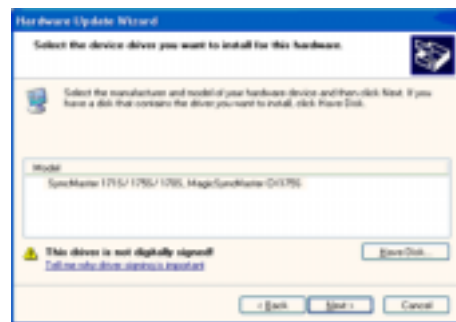 Hardware Update Wizard
Select the device driver you want to install for this hardware.
Select the manufacturer and model of your hardware device and then click Next. If you
have a disk that contains the driver you want to install, click Have Disk.
Model
SyncMaster 171S/ 175S/ 170S, MagicSyncMaster
This driver is not digitally signed!
Tell me why driver signing is important
Have Disk...
< Back
Next >
Cancel